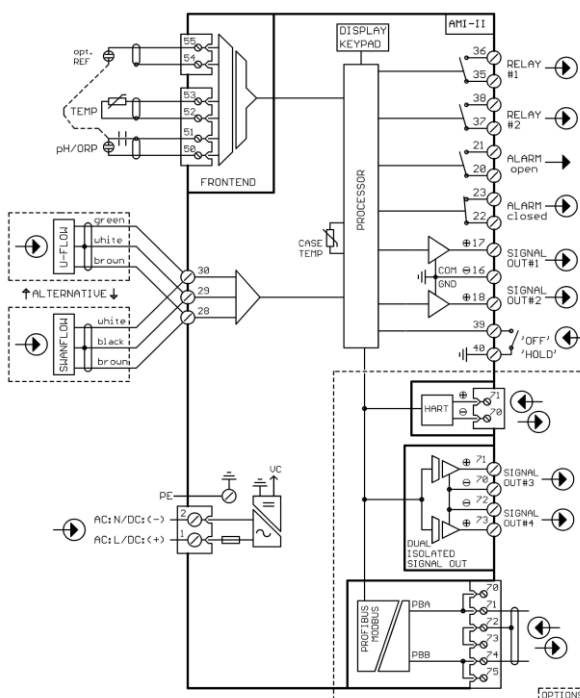 AMI-II
DISPLAY
KEYPAD
opt.
REF
55
54
TEMP
53
52
51
pH/ORP
50
FRONTEND
PROCESSOR
36
35
RELAY
#1
38
37
RELAY
#2
21
20
ALARM
open
23
22
ALARM
closed
CASE
TEMP
⊕17
SIGNAL
OUT#1
COM ⊖16
GND
⊕18
SIGNAL
OUT#2
39
40
'OFF'
'HOLD'
U-FLOW
green
white
brown
↑ALTERNATIVE↓
30
29
28
SWANFLOW
white
black
brown
HART
⊕
⊖
71
70
⊕ 71
70
⊖
SIGNAL
OUT#3
⊖
72
⊕ 73
SIGNAL
OUT#4
DUAL
ISOLATED
SIGNAL OUT
VC
PE
AC:N/DC:(-)
2
AC:L/DC:(+)
1
PROFIBUS
MODBUS
PBA
PBB
70
71
72
73
74
75
OPTIONS